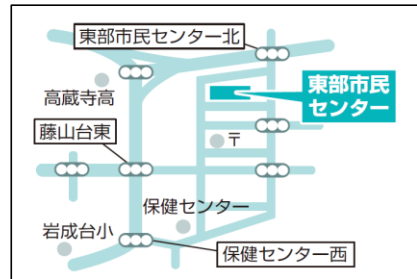 東部市民センター北
東部市民
センター
高蔵寺高
藤山台東
〒
保健センター
岩成台小
保健センター西